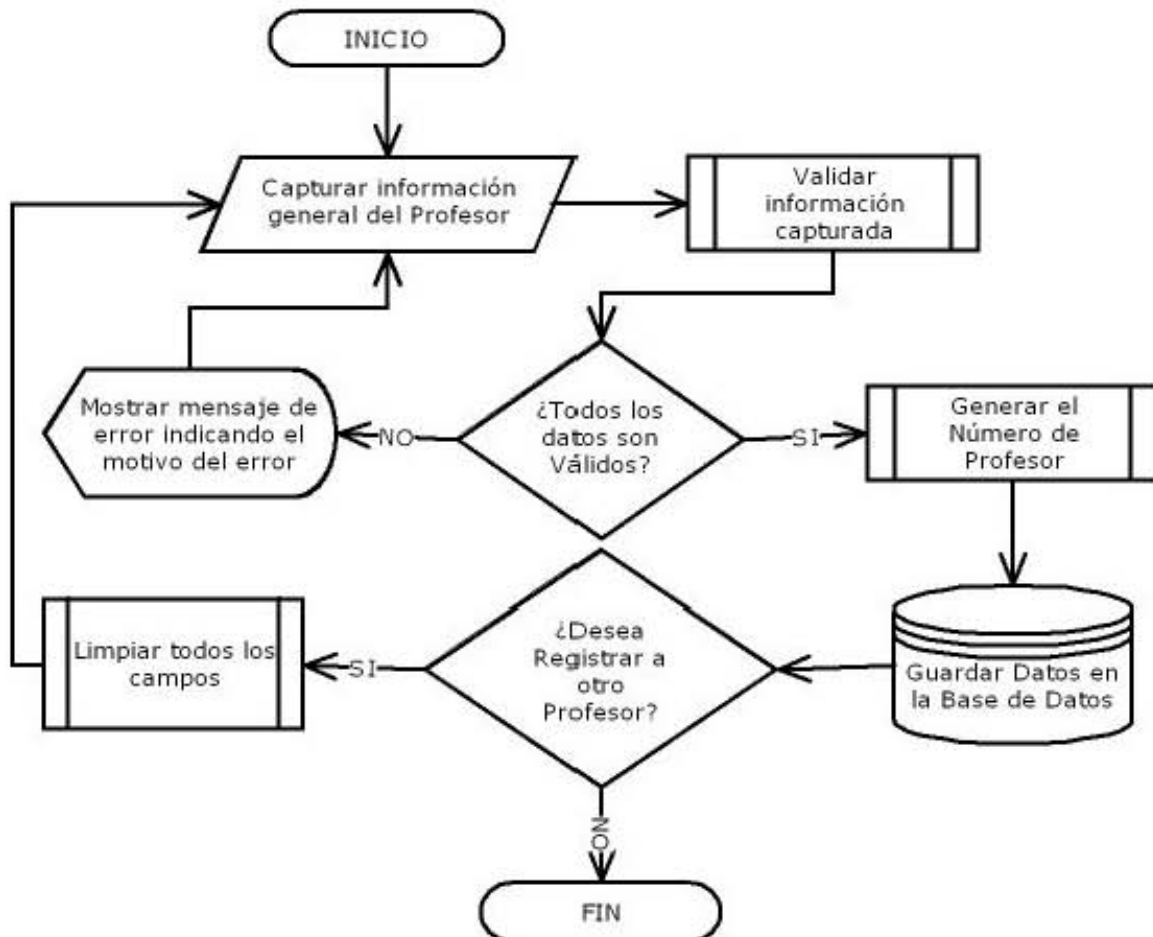 INICIO
Capturar información
general del Profesor
Validar
información
capturada
¿Todos los
datos son
Válidos?
NO
Mostrar mensaje de
error indicando el
motivo del error
SI
Generar el
Número de
Profesor
Guardar Datos en
la Base de Datos
¿Desea
Registrar a
otro
Profesor?
SI
Limpiar todos los
campos
NO
FIN